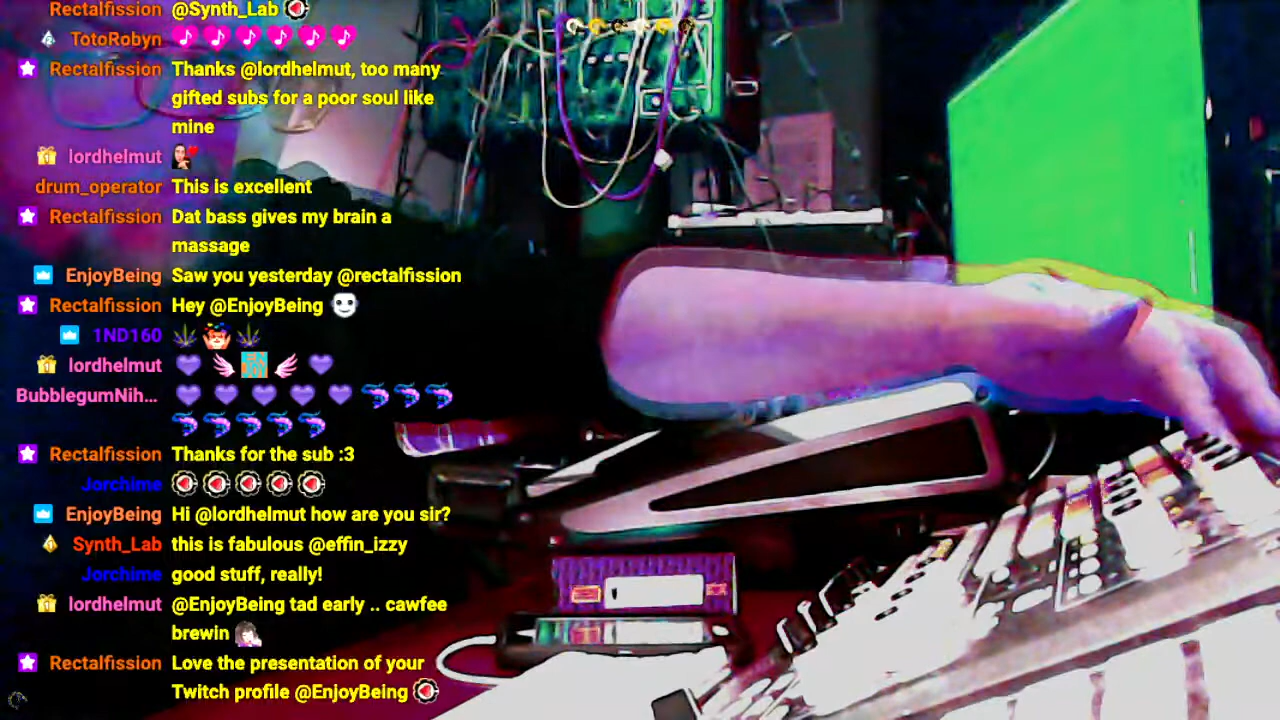 Rectalfission @Synth_Lab
TotoRobyn
Rectalfission Thanks @lordhelmut, too many
gifted subs for a poor soul like
mine
lordhelmut
drum_operator This is excellent
Rectalfission Dat bass gives my brain a
massage
EnjoyBeing Saw you yesterday @rectalfission
Rectalfission Hey @EnjoyBeing
1ND160
lordhelmut
BubblegumNih...
Rectalfission Thanks for the sub :3
Jorchime
EnjoyBeing Hi @lordhelmut how are you sir?
Synth_Lab this is fabulous @effin_izzy
Jorchime good stuff, really!
lordhelmut @EnjoyBeing tad early .. cawfee
brewin
Rectalfission Love the presentation of your
Twitch profile @EnjoyBeing